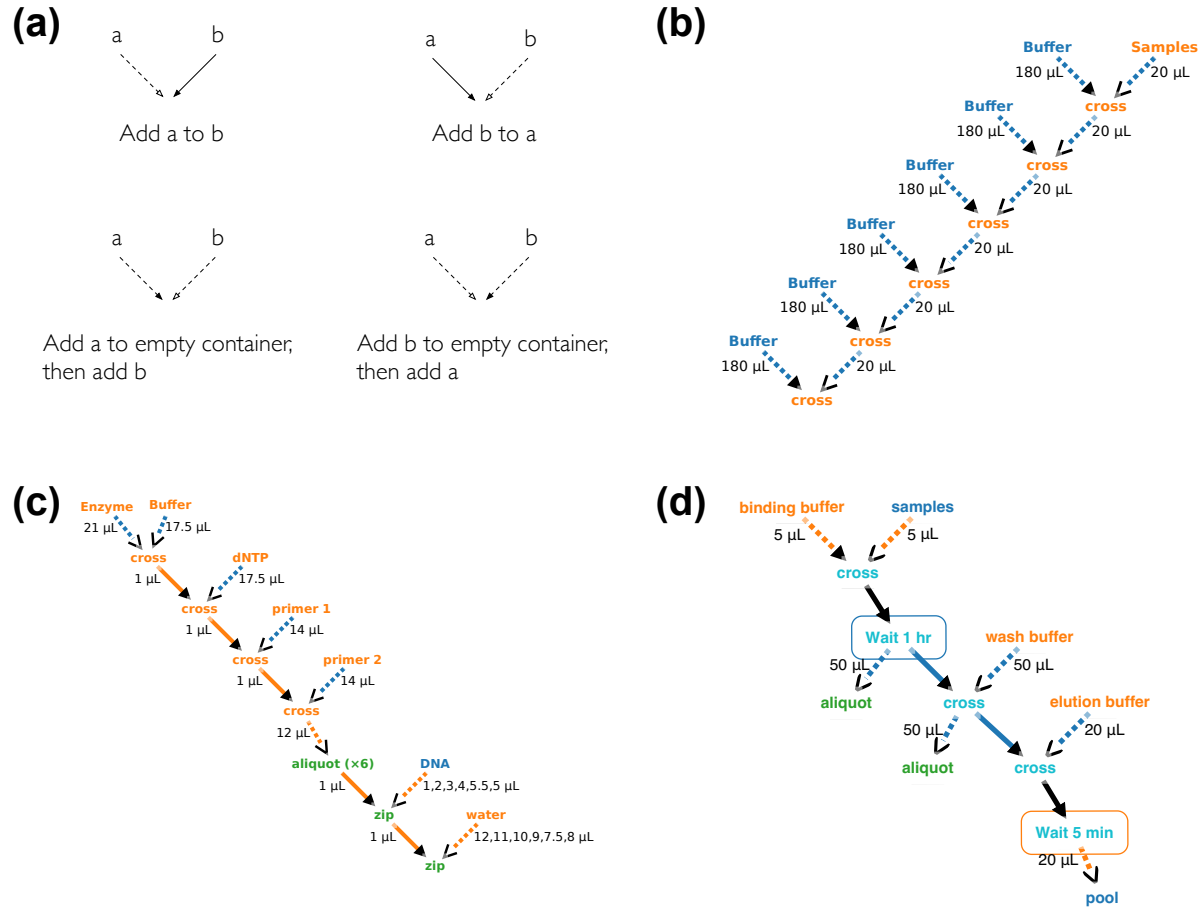 (a)
a b
Add a to b
a b
Add b to a
a b
Add a to empty container,
then add b
a b
Add b to empty container,
then add a
(b)
Buffer Samples
180 µL 20 µL
Buffer cross
180 µL 20 µL
Buffer cross
180 µL 20 µL
Buffer cross
180 µL 20 µL
Buffer cross
180 µL 20 µL
Buffer cross
180 µL 20 µL
cross
(c)
Enzyme Buffer
21 µL 17.5 µL
cross dNTP
1 µL 17.5 µL
cross primer 1
1 µL 14 µL
cross primer 2
1 µL 14 µL
cross
12 µL
aliquot (×6) DNA
1 µL 1,2,3,4,5.5,5 µL
zip water
1 µL 12,11,10,9,7.5,8 µL
zip
(d)
binding buffer samples
5 µL 5 µL
cross
Wait 1 hr wash buffer
50 µL 50 µL
aliquot cross elution buffer
50 µL 20 µL
aliquot cross
Wait 5 min
20 µL
pool